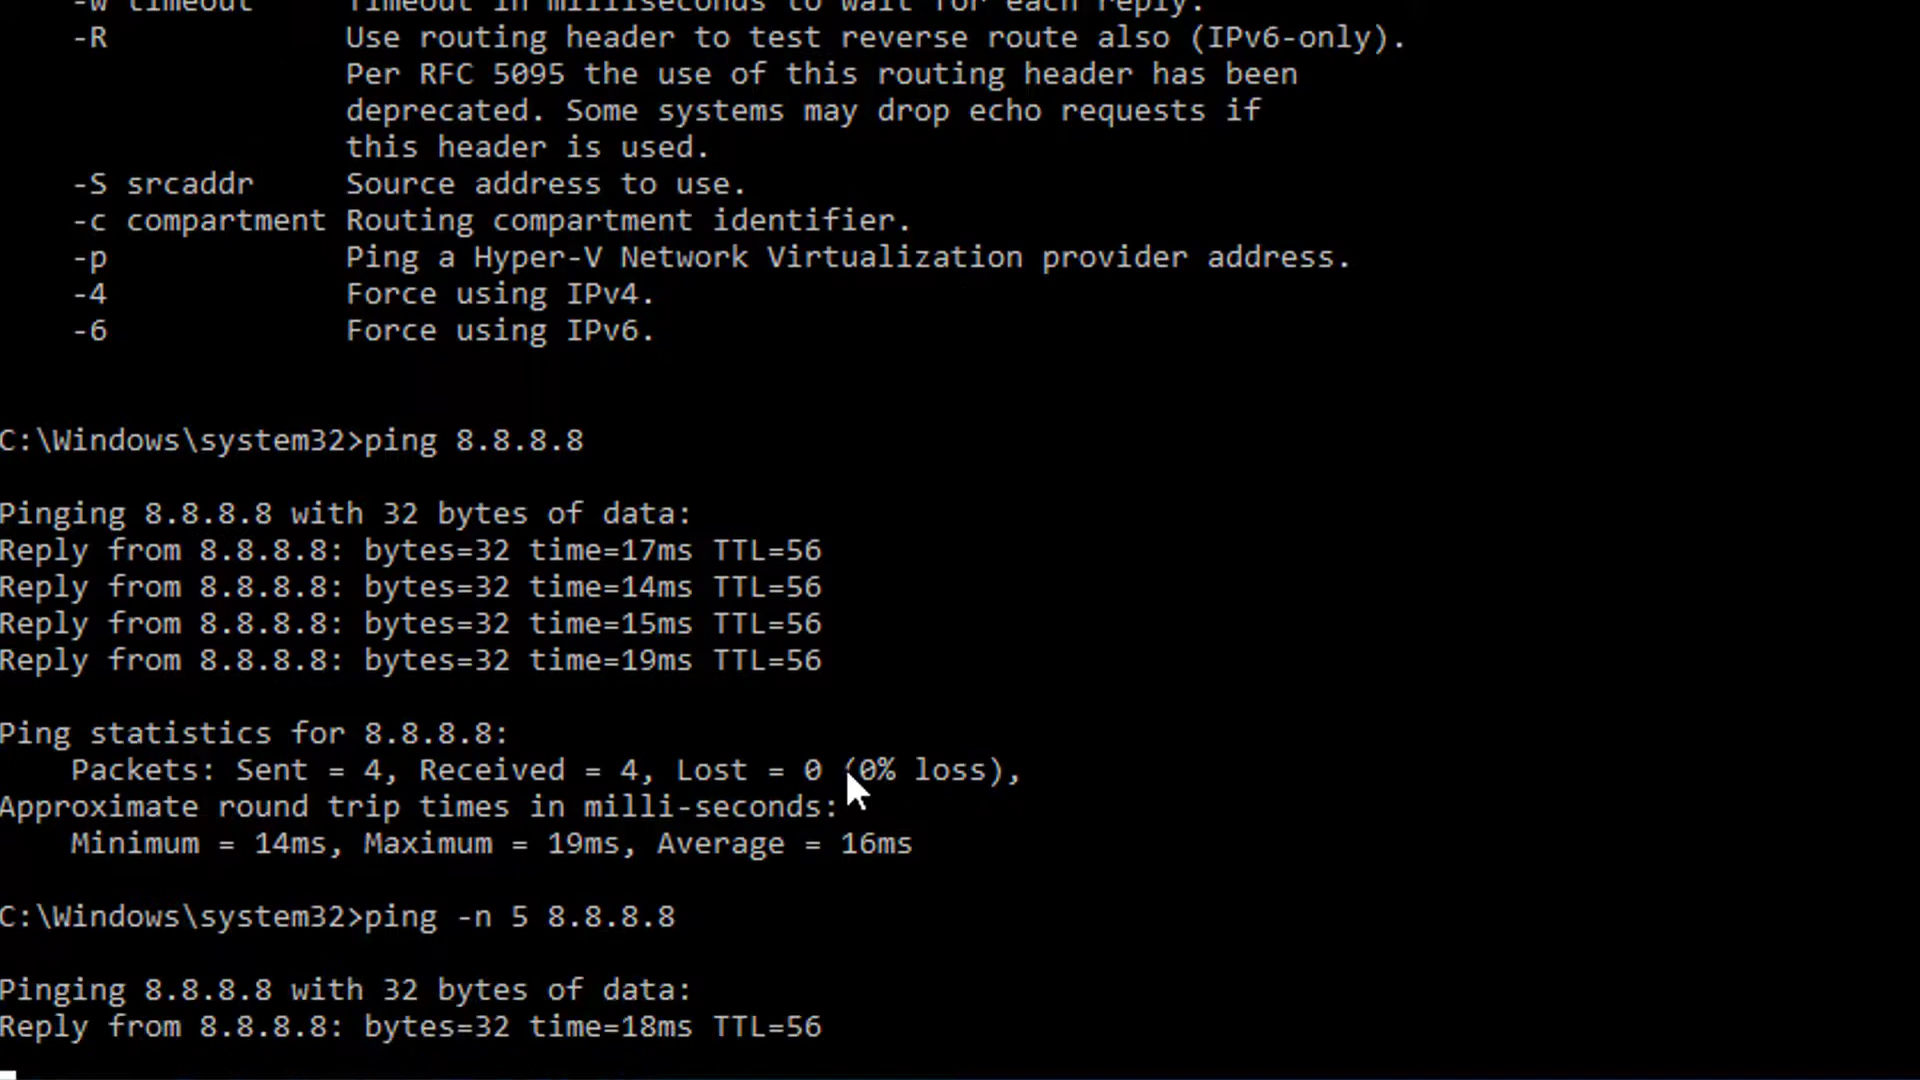 -w timeout Timeout in milliseconds to wait for each reply.
-R Use routing header to test reverse route also (IPv6-only).
Per RFC 5095 the use of this routing header has been
deprecated. Some systems may drop echo requests if
this header is used.
-S srcaddr Source address to use.
-c compartment Routing compartment identifier.
-p Ping a Hyper-V Network Virtualization provider address.
-4 Force using IPv4.
-6 Force using IPv6.
C:\Windows\system32>ping 8.8.8.8
Pinging 8.8.8.8 with 32 bytes of data:
Reply from 8.8.8.8: bytes=32 time=17ms TTL=56
Reply from 8.8.8.8: bytes=32 time=14ms TTL=56
Reply from 8.8.8.8: bytes=32 time=15ms TTL=56
Reply from 8.8.8.8: bytes=32 time=19ms TTL=56
Ping statistics for 8.8.8.8:
Packets: Sent = 4, Received = 4, Lost = 0 (0% loss),
Approximate round trip times in milli-seconds:
Minimum = 14ms, Maximum = 19ms, Average = 16ms
C:\Windows\system32>ping -n 5 8.8.8.8
Pinging 8.8.8.8 with 32 bytes of data:
Reply from 8.8.8.8: bytes=32 time=18ms TTL=56